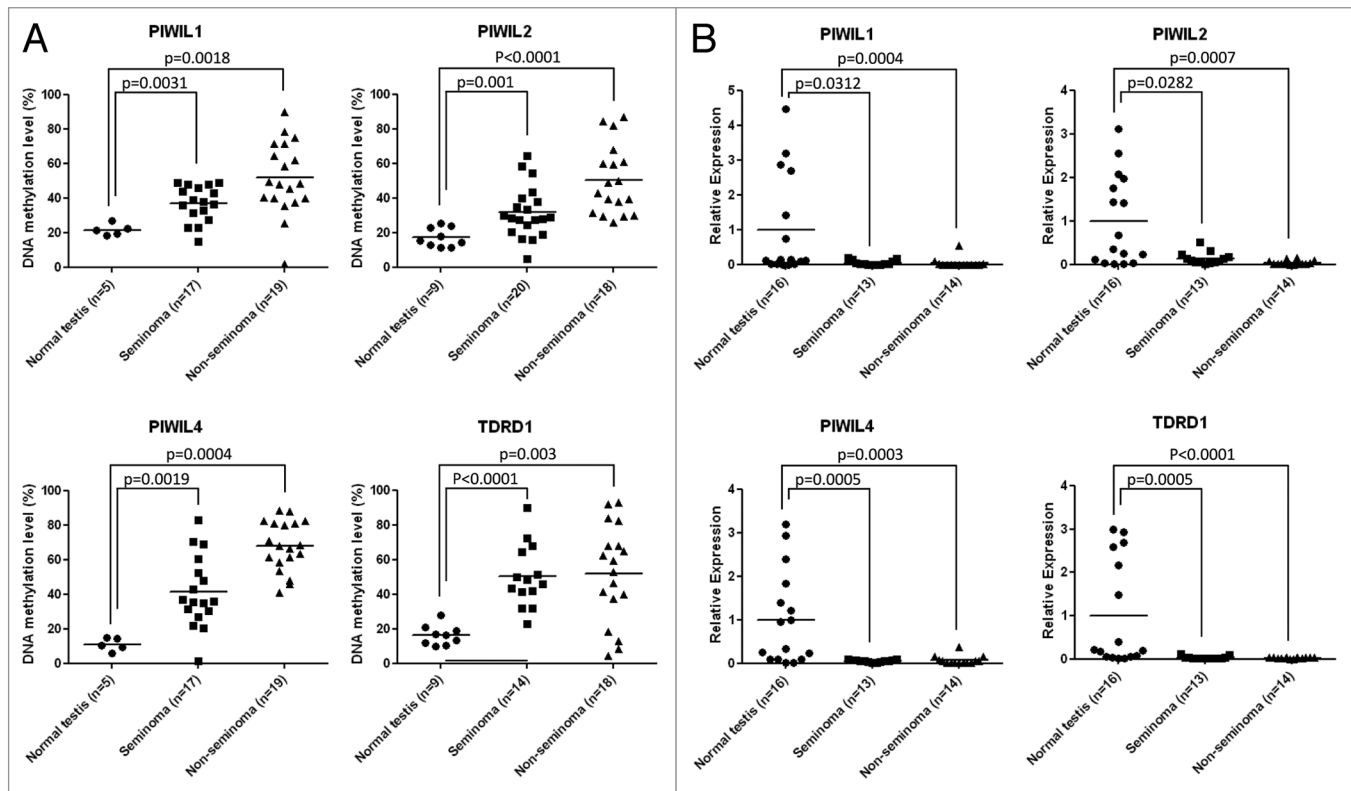 A
PIWIL1
p=0.0018
p=0.0031
DNA methylation level (%)
100
80
60
40
20
0
Normal testis (n=5)
Seminoma (n=17)
Non-seminoma (n=19)
PIWIL2
P<0.0001
p=0.001
DNA methylation level (%)
100
80
60
40
20
0
Normal testis (n=9)
Seminoma (n=20)
Non-seminoma (n=18)
PIWIL4
p=0.0004
p=0.0019
DNA methylation level (%)
100
80
60
40
20
0
Normal testis (n=5)
Seminoma (n=17)
Non-seminoma (n=19)
TDRD1
p=0.003
P<0.0001
DNA methylation level (%)
100
80
60
40
20
0
Normal testis (n=9)
Seminoma (n=14)
Non-seminoma (n=18)
B
PIWIL1
p=0.0004
p=0.0312
Relative Expression
5
4
3
2
1
0
Normal testis (n=16)
Seminoma (n=13)
Non-seminoma (n=14)
PIWIL2
p=0.0007
p=0.0282
Relative Expression
4
3
2
1
0
Normal testis (n=16)
Seminoma (n=13)
Non-seminoma (n=14)
PIWIL4
p=0.0003
p=0.0005
Relative Expression
4
3
2
1
0
Normal testis (n=16)
Seminoma (n=13)
Non-seminoma (n=14)
TDRD1
P<0.0001
p=0.0005
Relative Expression
4
3
2
1
0
Normal testis (n=16)
Seminoma (n=13)
Non-seminoma (n=14)